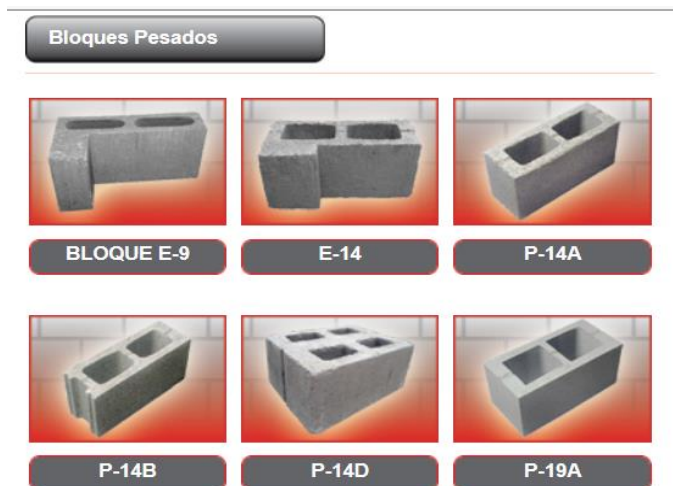 Bloques Pesados
BLOQUE E-9
E-14
P-14A
P-14B
P-14D
P-19A